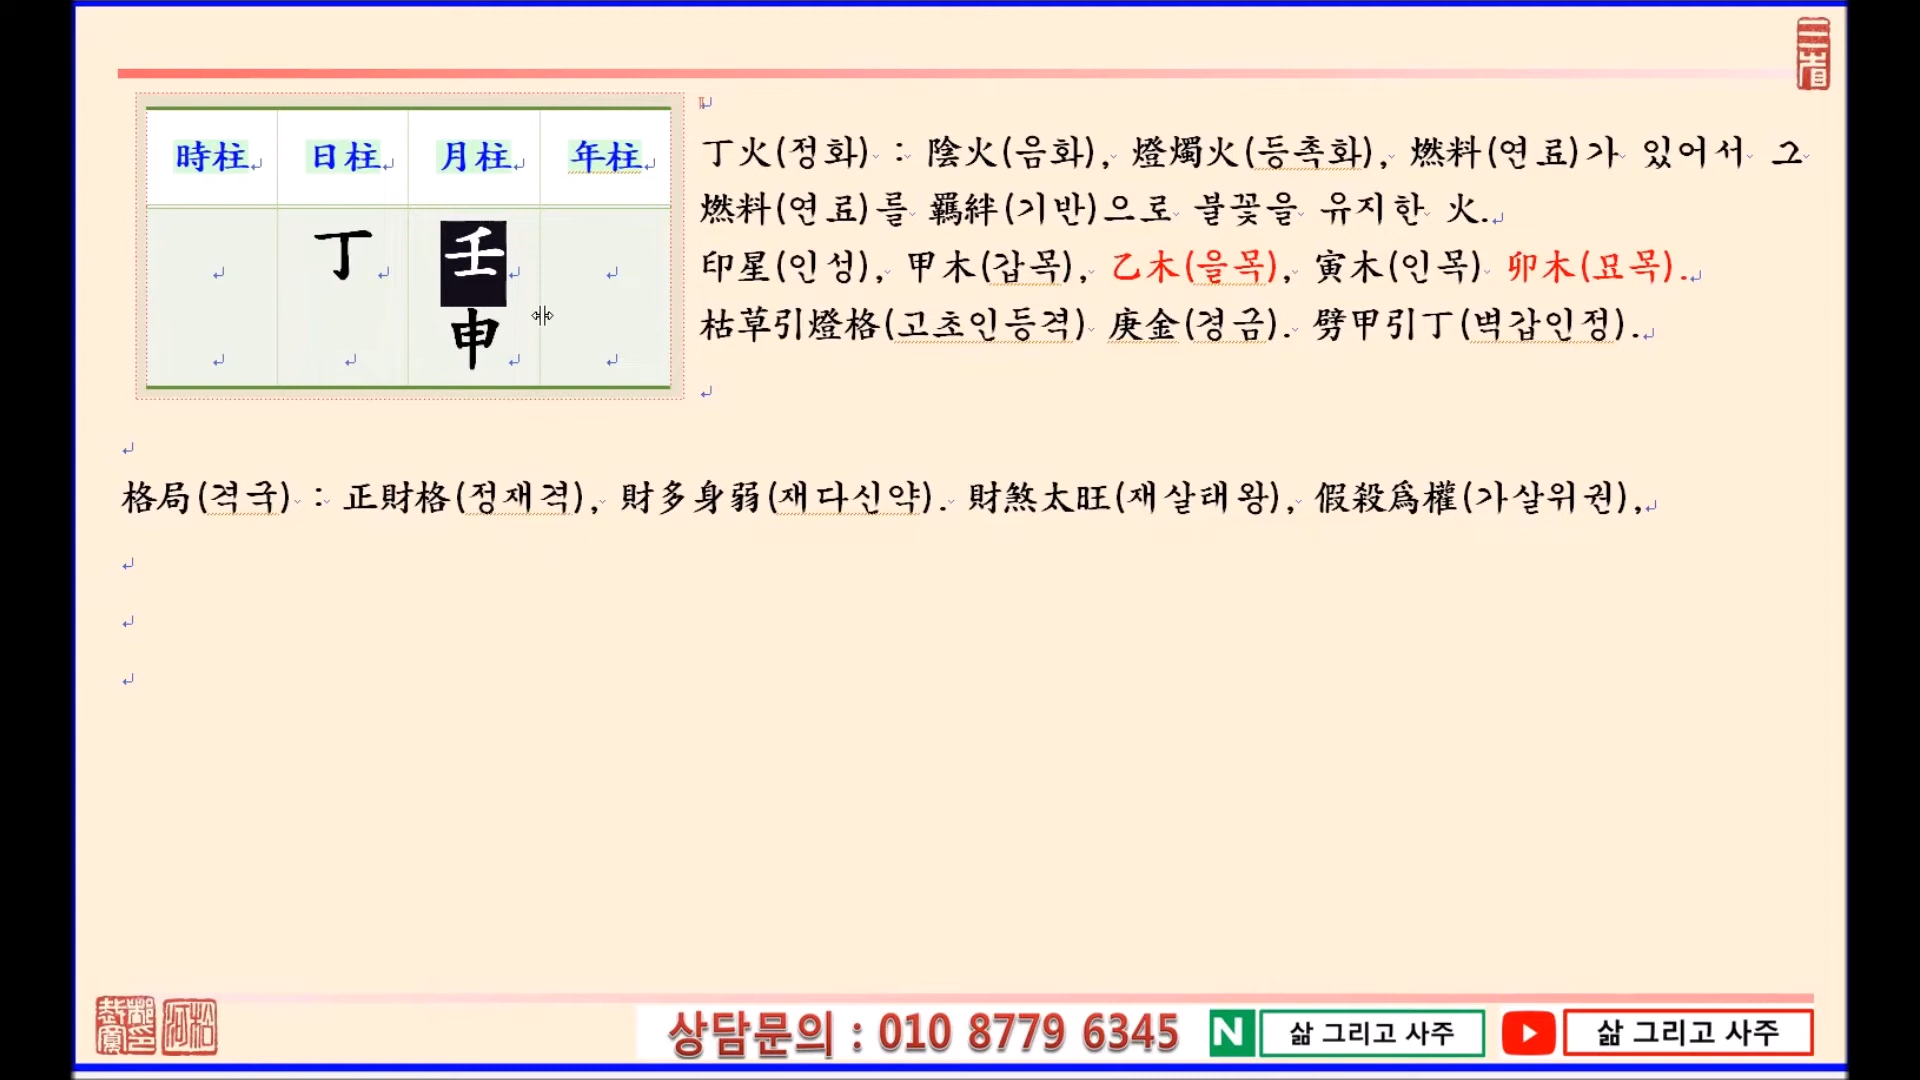 時柱 日柱 月柱 年柱
丁 壬
申
丁火(정화) : 陰火(음화), 燈燭火(등촉화), 燃料(연료)가 있어서 그
燃料(연료)를 羈絆(기반)으로 불꽃을 유지한 火.
印星(인성), 甲木(갑목), 乙木(을목), 寅木(인목) 卯木(묘목).
枯草引燈格(고초인등격) 庚金(경금). 劈甲引丁(벽갑인정).
格局(격국) : 正財格(정재격), 財多身弱(재다신약). 財煞太旺(재살태왕), 假殺爲權(가살위권),
상담문의 : 010 8779 6345
N 삶 그리고 사주
삶 그리고 사주